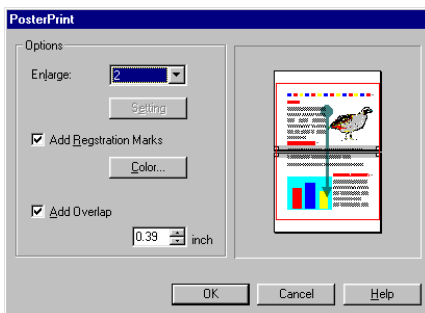 PosterPrint
Options
Enlarge: 2
Setting
Add Regstration Marks
Color...
Add Overlap
0.39 inch
OK Cancel Help